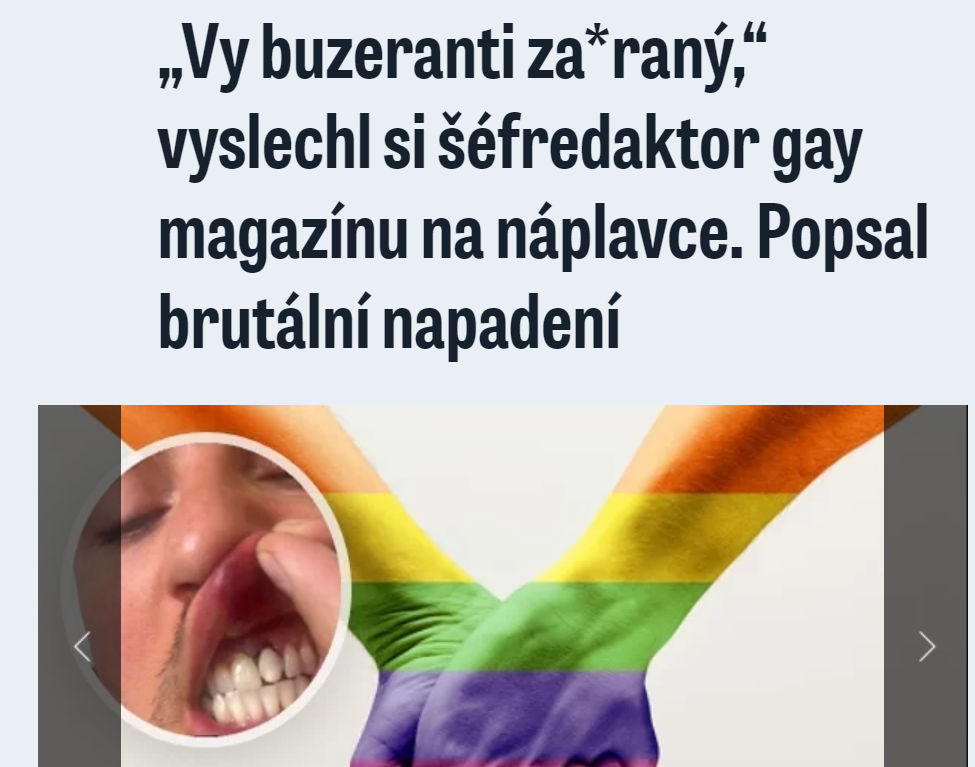 „Vy buzeranti za*raný,“
vyslechl si šéfredaktor gay
magazínu na náplavce. Popsal
brutální napadení